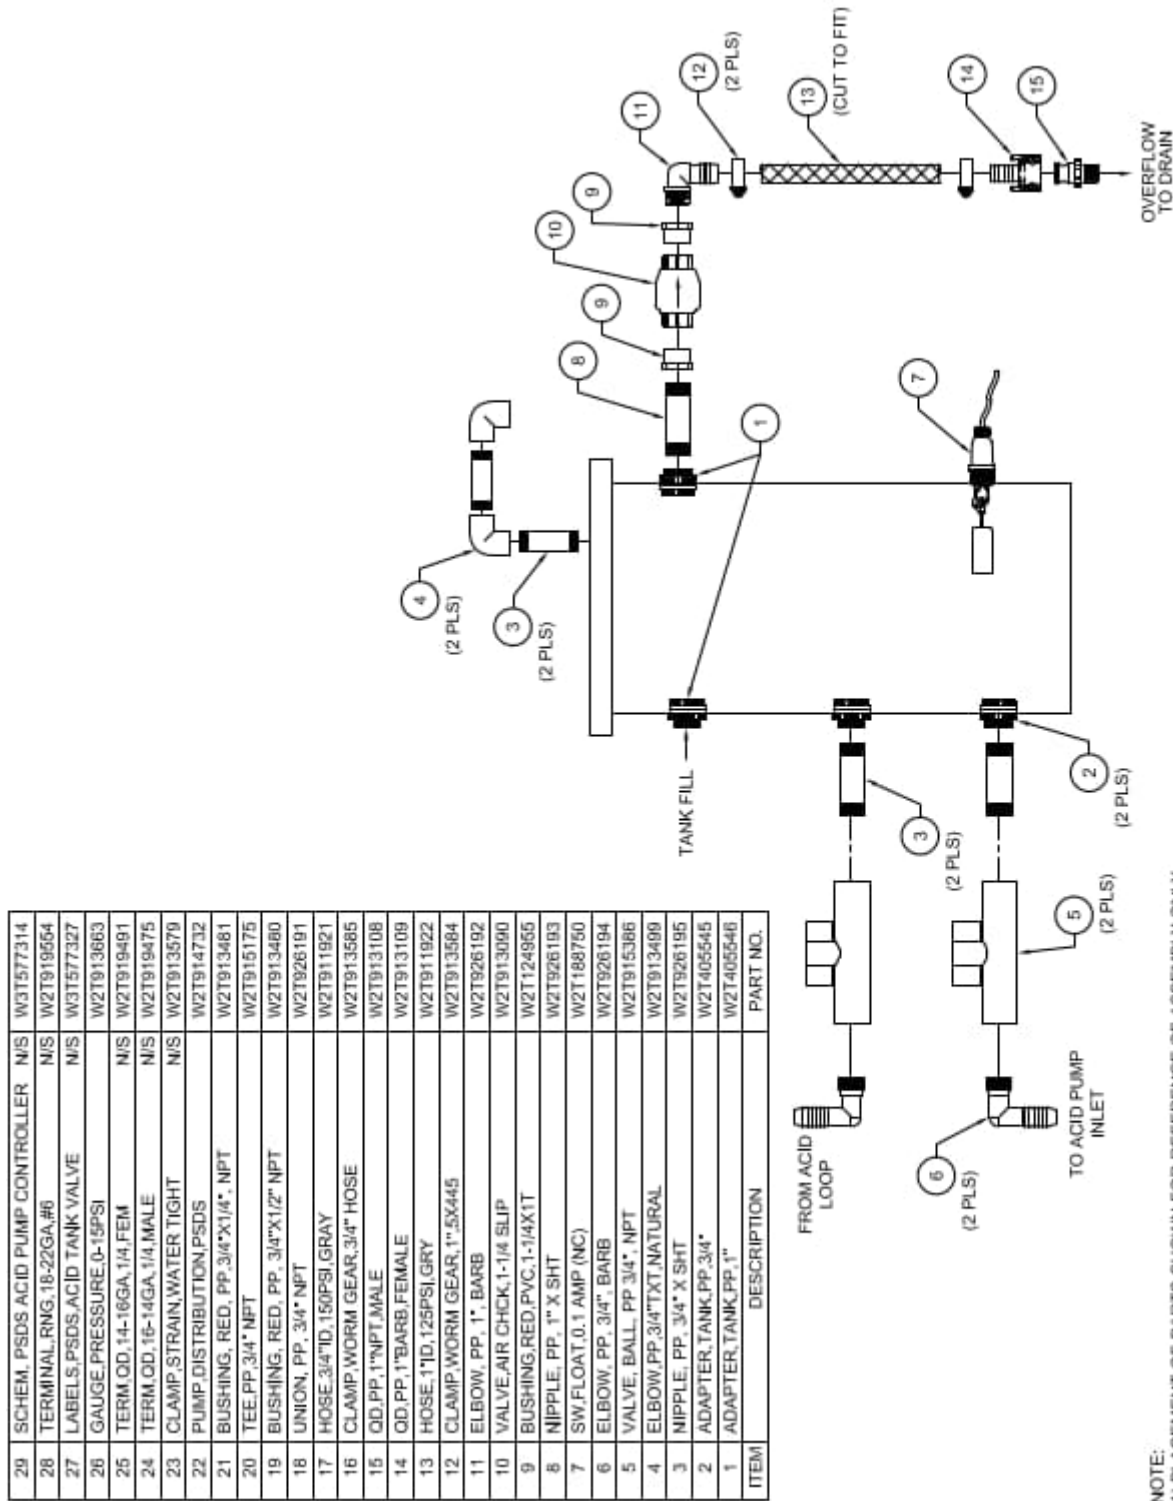 29 SCHEM, PSDS ACID PUMP CONTROLLER N/S W3T577314
28 TERMINAL,RNG,18-22GA,#6 N/S W2T919554
27 LABELS,PSDS,ACID TANK VALVE N/S W3T577327
26 GAUGE,PRESSURE,0-15PSI W2T913663
25 TERM,QD,14-16GA,1/4,FEM N/S W2T919491
24 TERM,QD,16-14GA,1/4,MALE N/S W2T919475
23 CLAMP,STRAIN,WATER TIGHT N/S W2T913579
22 PUMP,DISTRIBUTION,PSDS W2T914732
21 BUSHING, RED, PP,3/4"X1/4", NPT W2T913481
20 TEE,PP,3/4" NPT W2T915175
19 BUSHING, RED, PP, 3/4"X1/2" NPT W2T913480
18 UNION, PP, 3/4" NPT W2T926191
17 HOSE,3/4"ID,150PSI,GRAY W2T911921
16 CLAMP,WORM GEAR,3/4" HOSE W2T913585
15 QD,PP,1"NPT,MALE W2T913108
14 QD,PP,1"BARB,FEMALE W2T913109
13 HOSE,1"ID,125PSI,GRY W2T911922
12 CLAMP,WORM GEAR,1",.5X445 W2T913584
11 ELBOW, PP, 1", BARB W2T926192
10 VALVE,AIR CHCK,1-1/4 SLIP W2T913090
9 BUSHING,RED,PVC,1-1/4X1T W2T124955
8 NIPPLE, PP, 1" X SHT W2T926193
7 SW,FLOAT,0.1 AMP (NC) W2T188750
6 ELBOW, PP, 3/4", BARB W2T926194
5 VALVE, BALL, PP 3/4", NPT W2T915386
4 ELBOW,PP,3/4"TXT,NATURAL W2T913499
3 NIPPLE, PP, 3/4" X SHT W2T926195
2 ADAPTER,TANK,PP,3/4" W2T405545
1 ADAPTER,TANK,PP,1" W2T405546
ITEM DESCRIPTION PART NO.
4
(2 PLS)
3
(2 PLS)
8
9
10
9
11
12
(2 PLS)
13
(CUT TO FIT)
14
15
OVERFLOW
TO DRAIN
1
7
TANK FILL
3
(2 PLS)
2
(2 PLS)
5
(2 PLS)
FROM ACID
LOOP
6
(2 PLS)
TO ACID PUMP
INLET
NOTE: